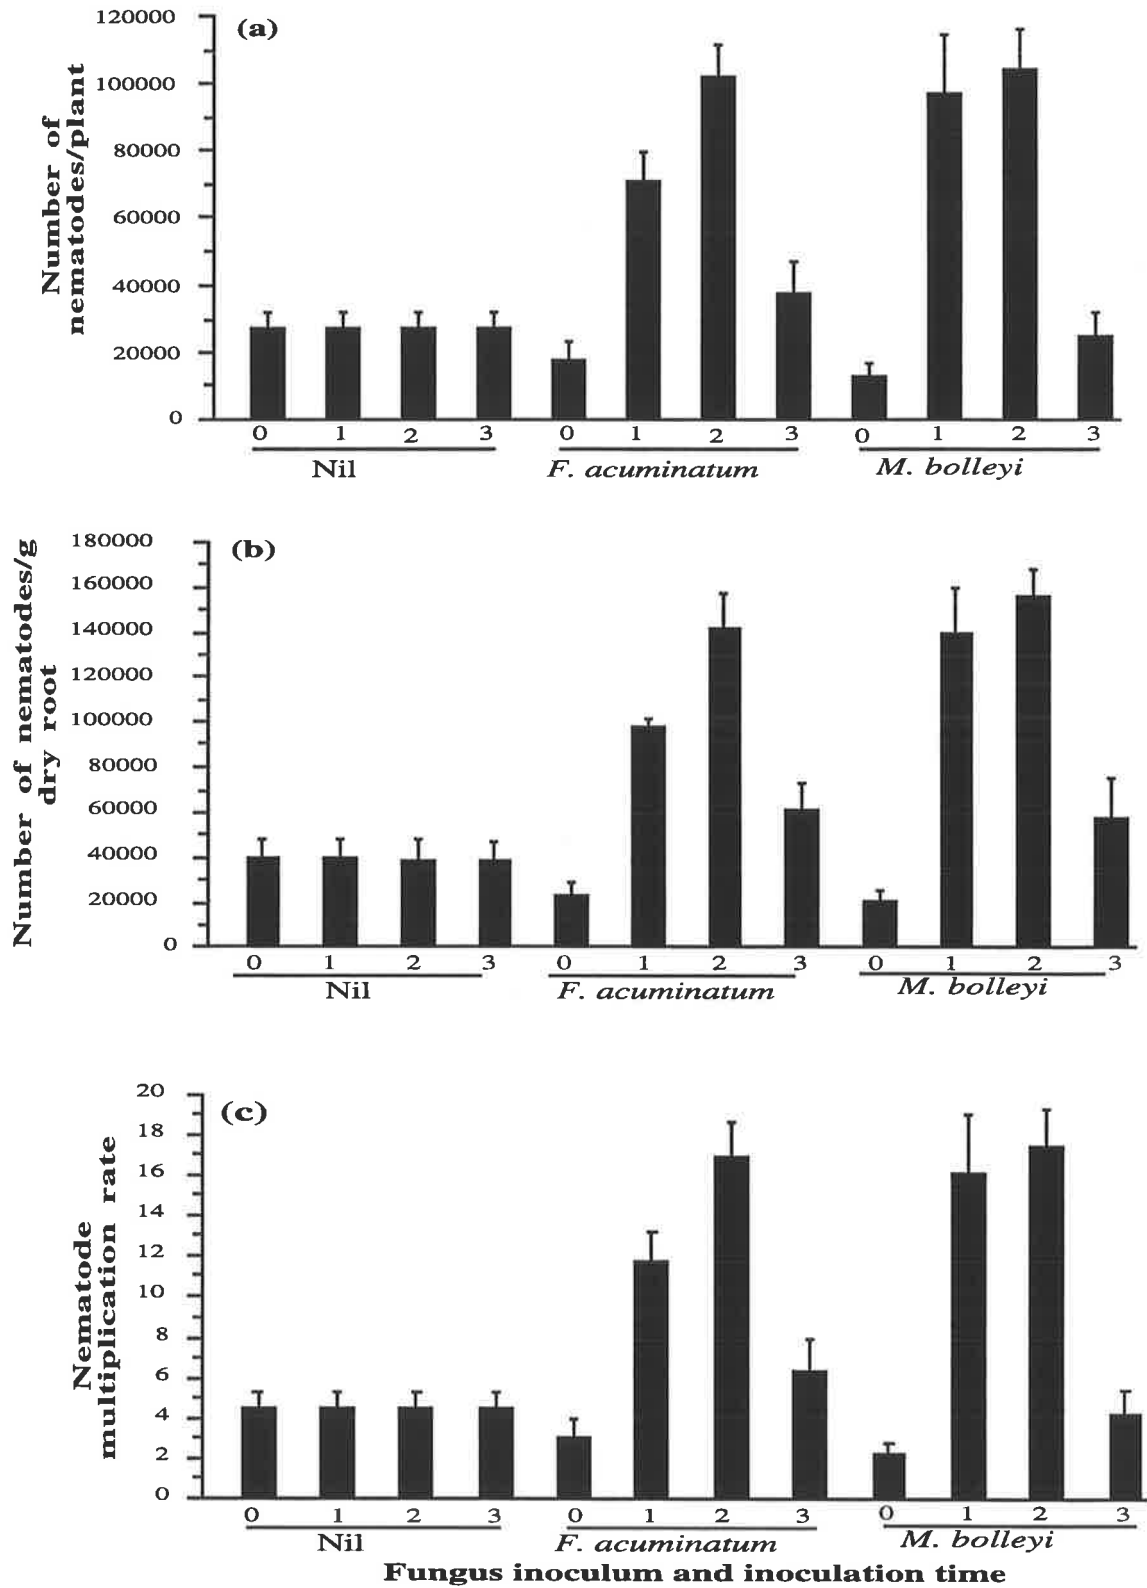 (a)
Number of
nematodes/plant
120000
100000
80000
60000
40000
20000
0
0 1 2 3 0 1 2 3 0 1 2 3
Nil F. acuminatum M. bolleyi
(b)
Number of nematodes/g
dry root
180000
160000
140000
120000
100000
80000
60000
40000
20000
0
0 1 2 3 0 1 2 3 0 1 2 3
Nil F. acuminatum M. bolleyi
(c)
Nematode
multiplication rate
20
18
16
14
12
10
8
6
4
2
0
0 1 2 3 0 1 2 3 0 1 2 3
Nil F. acuminatum M. bolleyi
Fungus inoculum and inoculation time